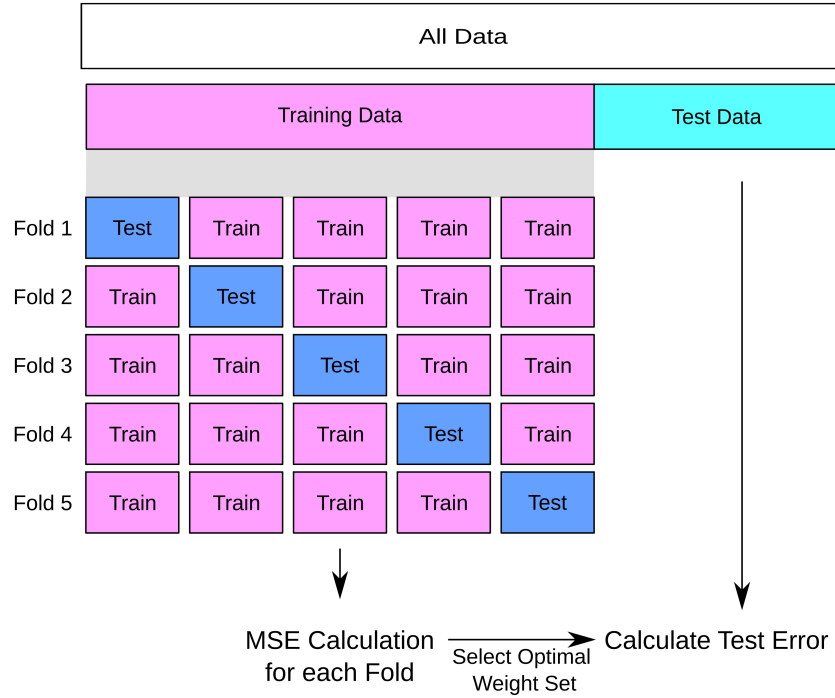 All Data
Training Data Test Data
Fold 1 Test Train Train Train Train
Fold 2 Train Test Train Train Train
Fold 3 Train Train Test Train Train
Fold 4 Train Train Train Test Train
Fold 5 Train Train Train Train Test
MSE Calculation
for each Fold
Select Optimal
Weight Set
Calculate Test Error